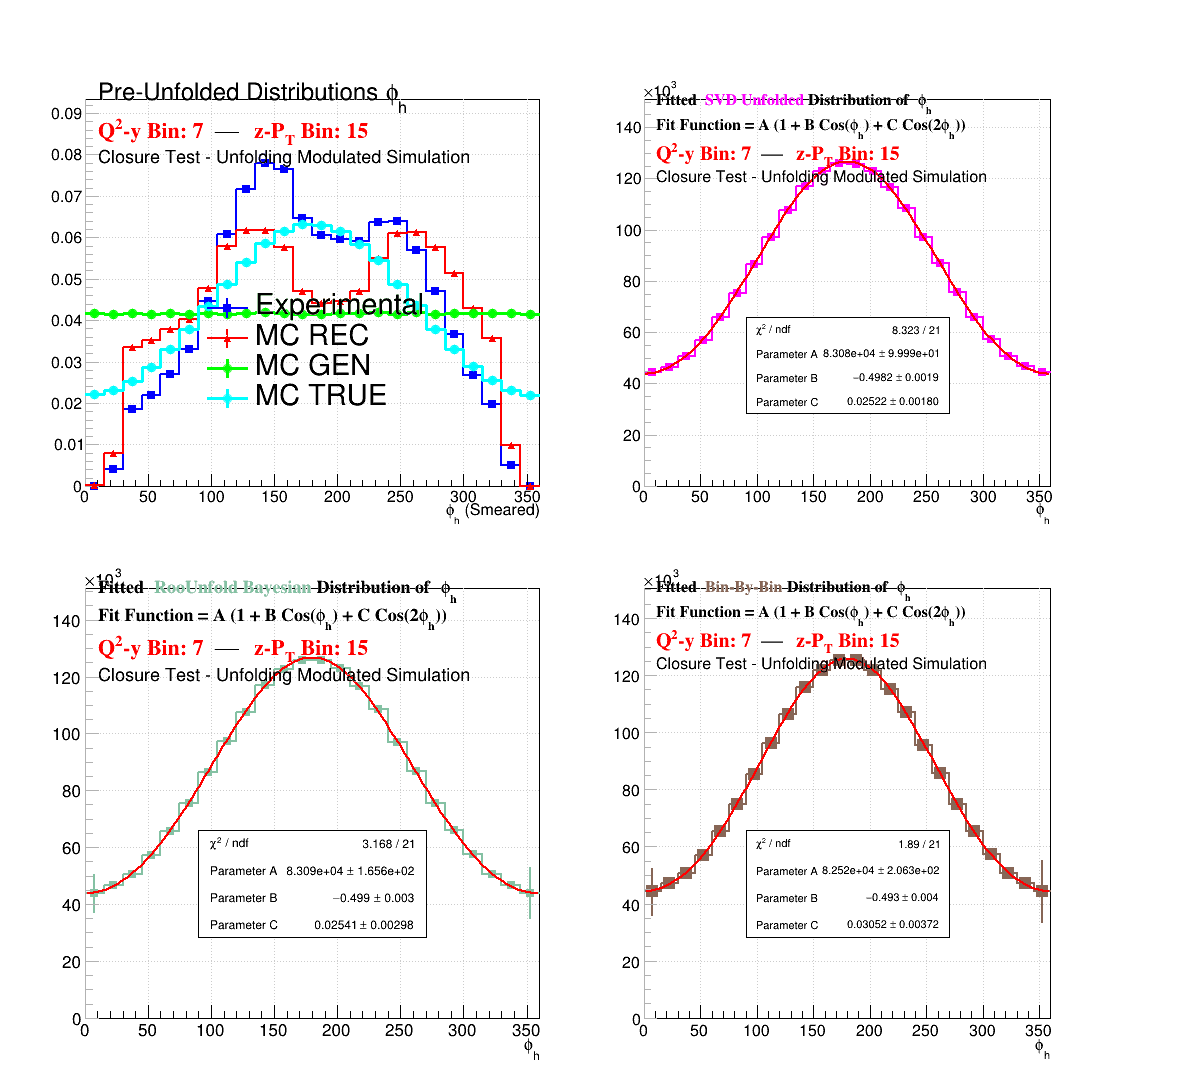 Pre-Unfolded Distributions ϕh
Q²-y Bin: 7 — z-PT Bin: 15
Closure Test - Unfolding Modulated Simulation
0.09
0.08
0.07
0.06
0.05
0.04
0.03
0.02
0.01
0
Experimental
MC REC
MC GEN
MC TRUE
0 50 100 150 200 250 300 350
ϕh (Smeared)
×10³
Fitted SVD Unfolded Distribution of ϕh
Fit Function = A (1 + B Cos(ϕh) + C Cos(2ϕh))
Q²-y Bin: 7 — z-PT Bin: 15
Closure Test - Unfolding Modulated Simulation
140
120
100
80
60
40
20
0
χ² / ndf 8.323 / 21
Parameter A 8.308e+04 ± 9.999e+01
Parameter B −0.4982 ± 0.0019
Parameter C 0.02522 ± 0.00180
0 50 100 150 200 250 300 350
ϕh
×10³
Fitted RooUnfold Bayesian Distribution of ϕh
Fit Function = A (1 + B Cos(ϕh) + C Cos(2ϕh))
Q²-y Bin: 7 — z-PT Bin: 15
Closure Test - Unfolding Modulated Simulation
140
120
100
80
60
40
20
0
χ² / ndf 3.168 / 21
Parameter A 8.309e+04 ± 1.656e+02
Parameter B −0.499 ± 0.003
Parameter C 0.02541 ± 0.00298
0 50 100 150 200 250 300 350
ϕh
×10³
Fitted Bin-By-Bin Distribution of ϕh
Fit Function = A (1 + B Cos(ϕh) + C Cos(2ϕh))
Q²-y Bin: 7 — z-PT Bin: 15
Closure Test - Unfolding Modulated Simulation
140
120
100
80
60
40
20
0
χ² / ndf 1.89 / 21
Parameter A 8.252e+04 ± 2.063e+02
Parameter B −0.493 ± 0.004
Parameter C 0.03052 ± 0.00372
0 50 100 150 200 250 300 350
ϕh